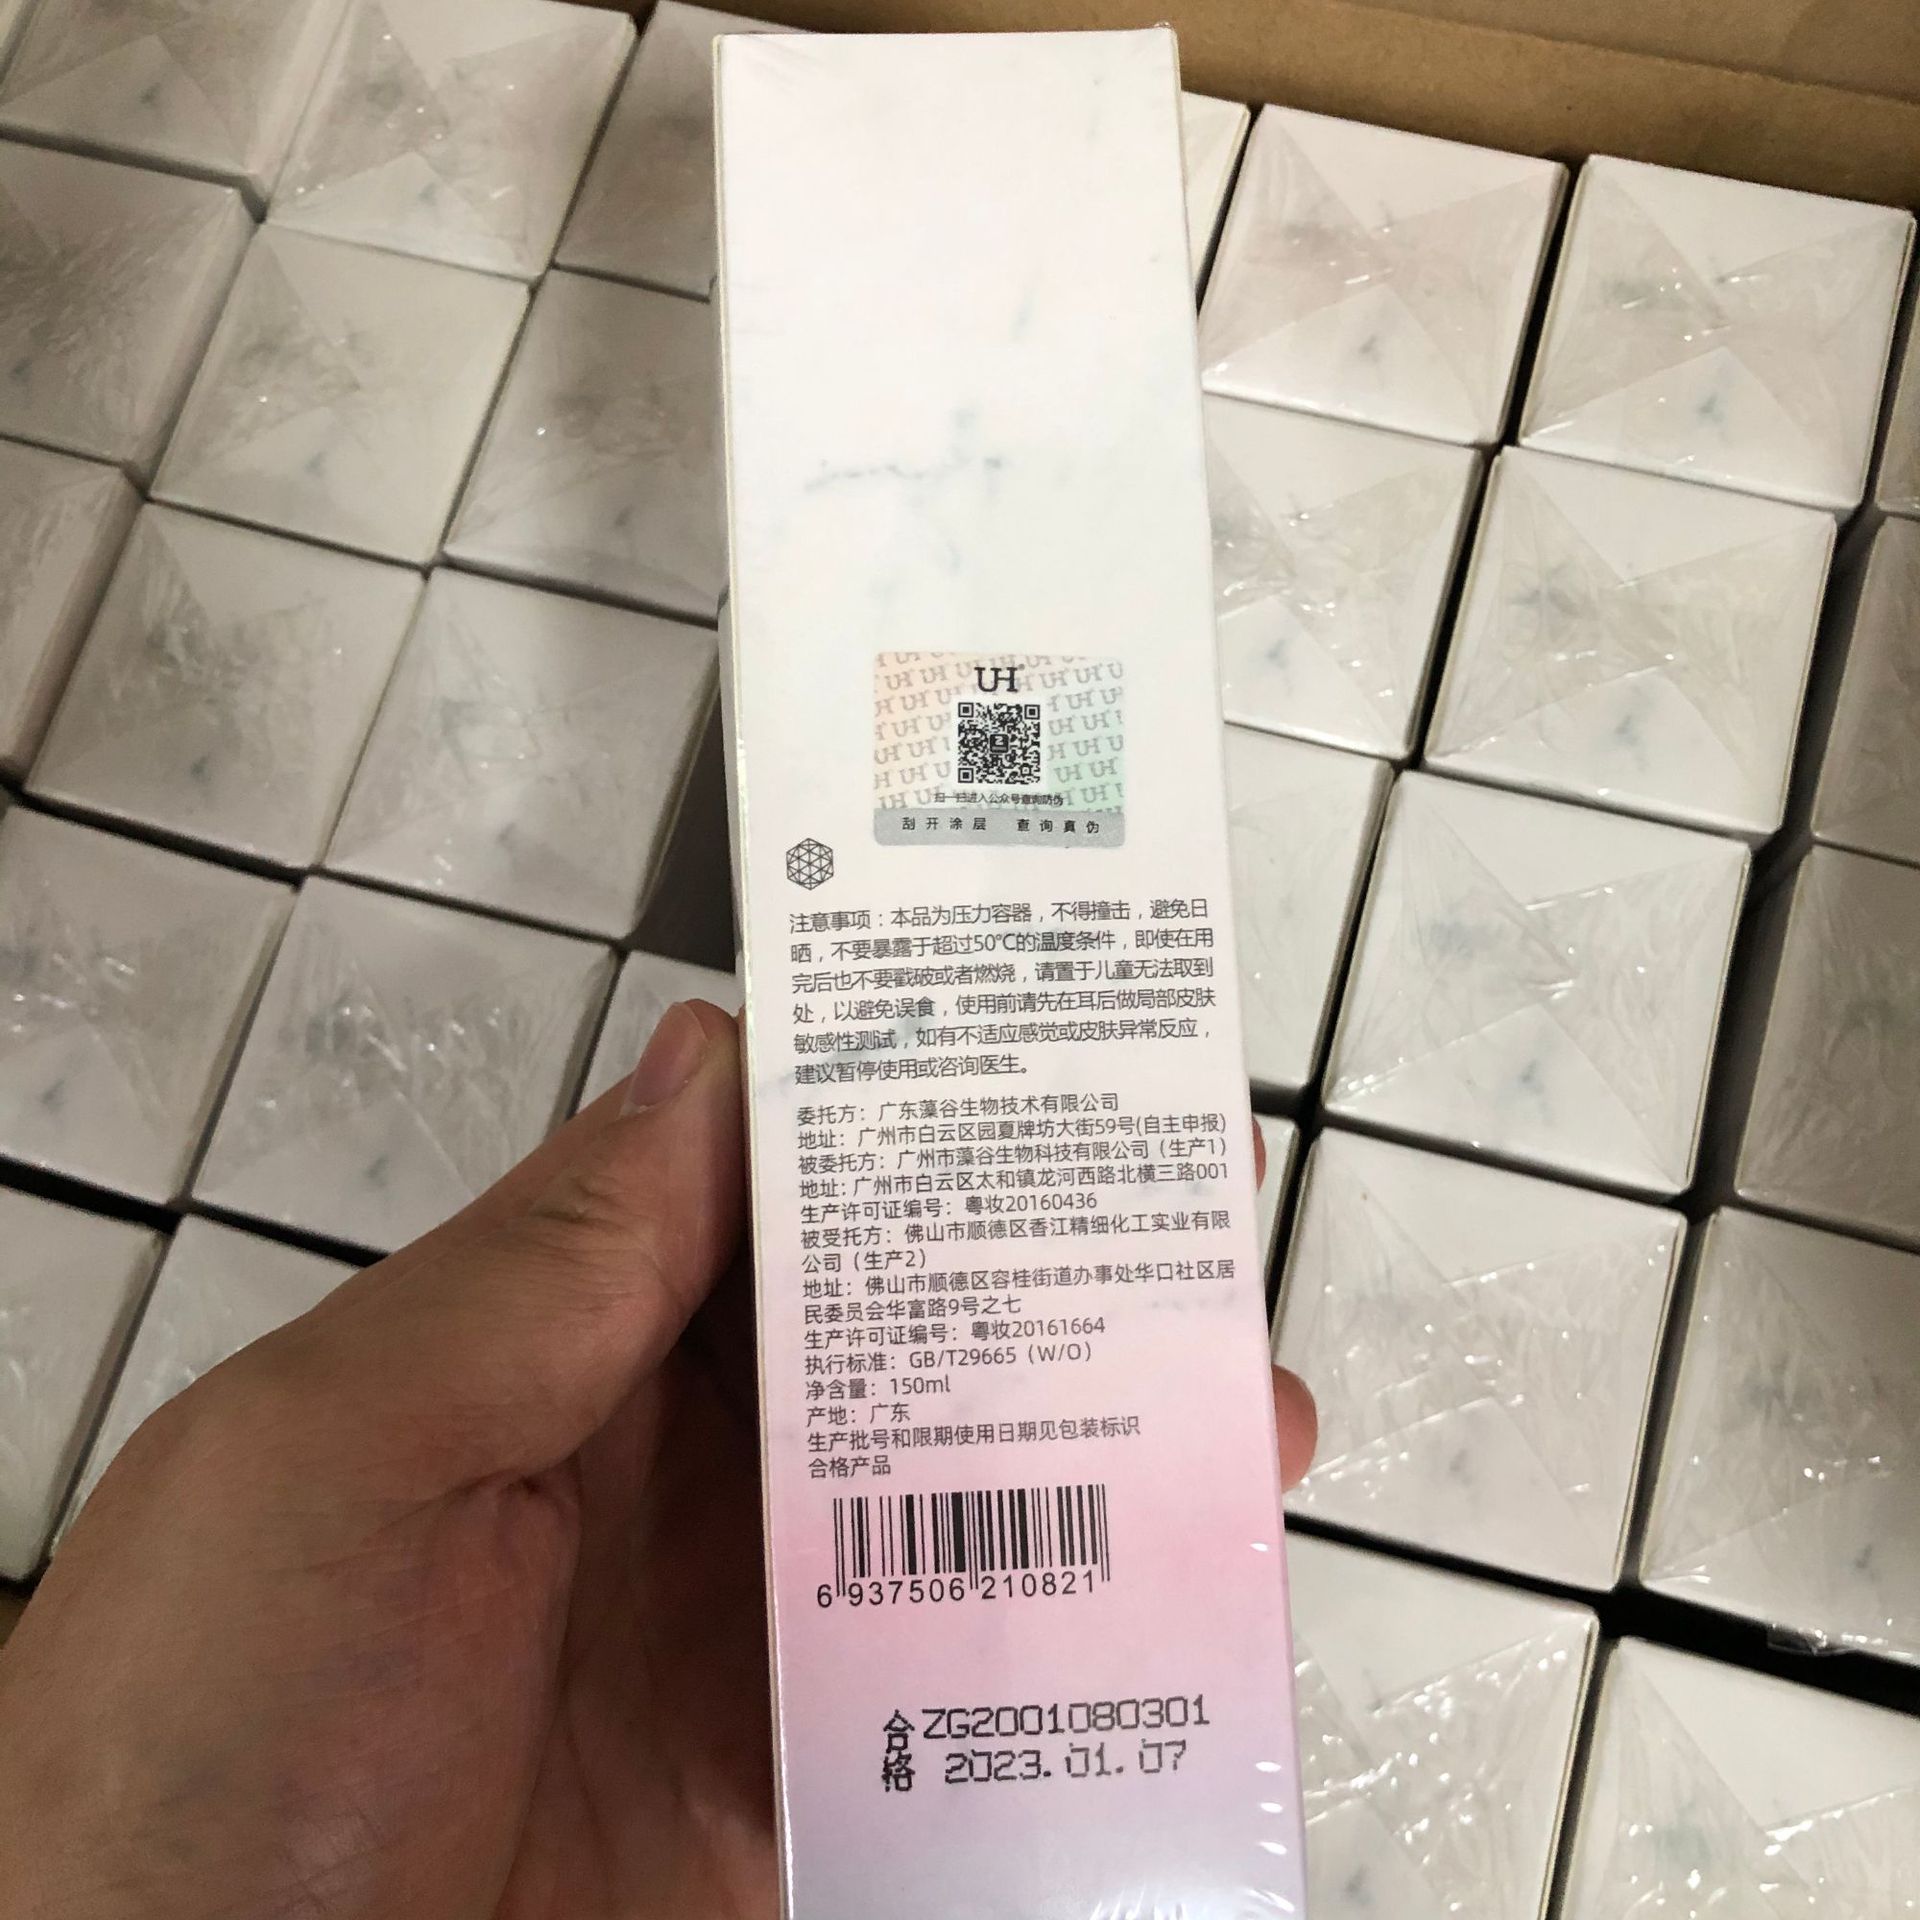 UH
扫一扫进入公众号查询防伪
刮开涂层 查询真伪
注意事项：本品为压力容器，不得撞击，避免日
晒，不要暴露于超过50℃的温度条件，即使在用
完后也不要戳破或者燃烧，请置于儿童无法取到
处，以避免误食，使用前请先在耳后做局部皮肤
敏感性测试，如有不适应感觉或皮肤异常反应，
建议暂停使用或咨询医生。
委托方：广东藻谷生物技术有限公司
地址：广州市白云区园夏牌坊大街59号(自主申报)
被委托方：广州市藻谷生物科技有限公司（生产1）
地址：广州市白云区太和镇龙河西路北横三路001
生产许可证编号：粤妆20160436
被受托方：佛山市顺德区香江精细化工实业有限
公司（生产2）
地址：佛山市顺德区容桂街道办事处华口社区居
民委员会华富路9号之七
生产许可证编号：粤妆20161664
执行标准：GB/T29665（W/O）
净含量：150ml
产地：广东
生产批号和限期使用日期见包装标识
合格产品
6 937506 210821
合格 ZG2001080301
2023.01.07